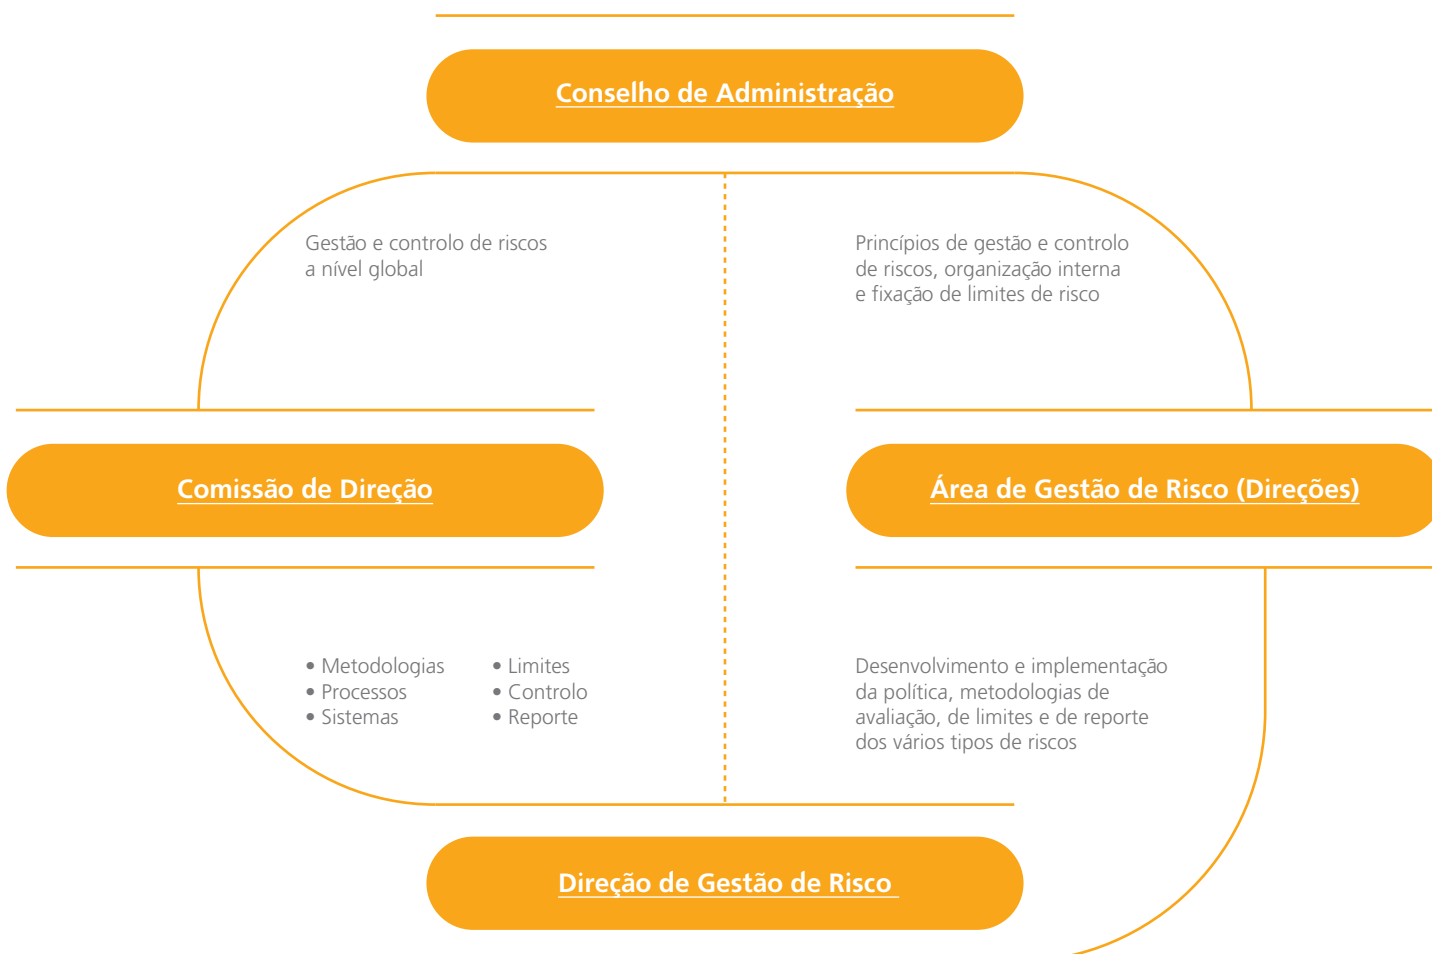 Conselho de Administração
Gestão e controlo de riscos
a nível global
Princípios de gestão e controlo
de riscos, organização interna
e fixação de limites de risco
Comissão de Direção
Área de Gestão de Risco (Direções)
• Metodologias
• Processos
• Sistemas
• Limites
• Controlo
• Reporte
Desenvolvimento e implementação
da política, metodologias de
avaliação, de limites e de reporte
dos vários tipos de riscos
Direção de Gestão de Risco